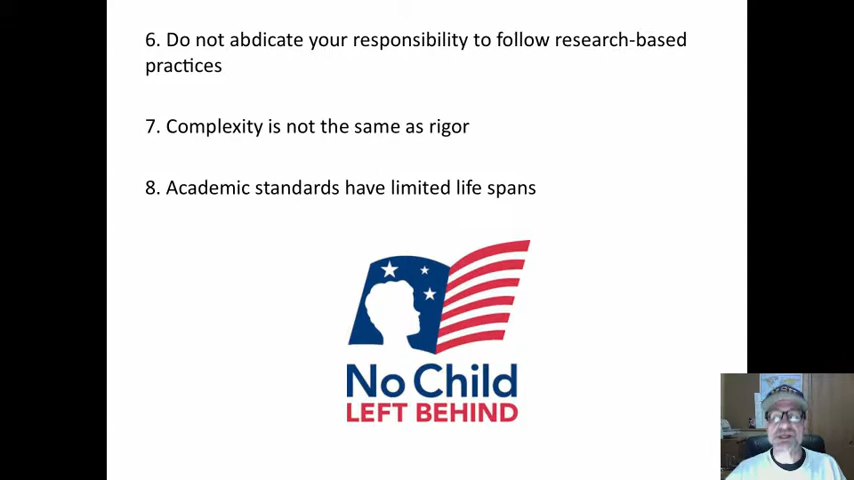 6. Do not abdicate your responsibility to follow research-based
practices
7. Complexity is not the same as rigor
8. Academic standards have limited life spans
No Child
LEFT BEHIND